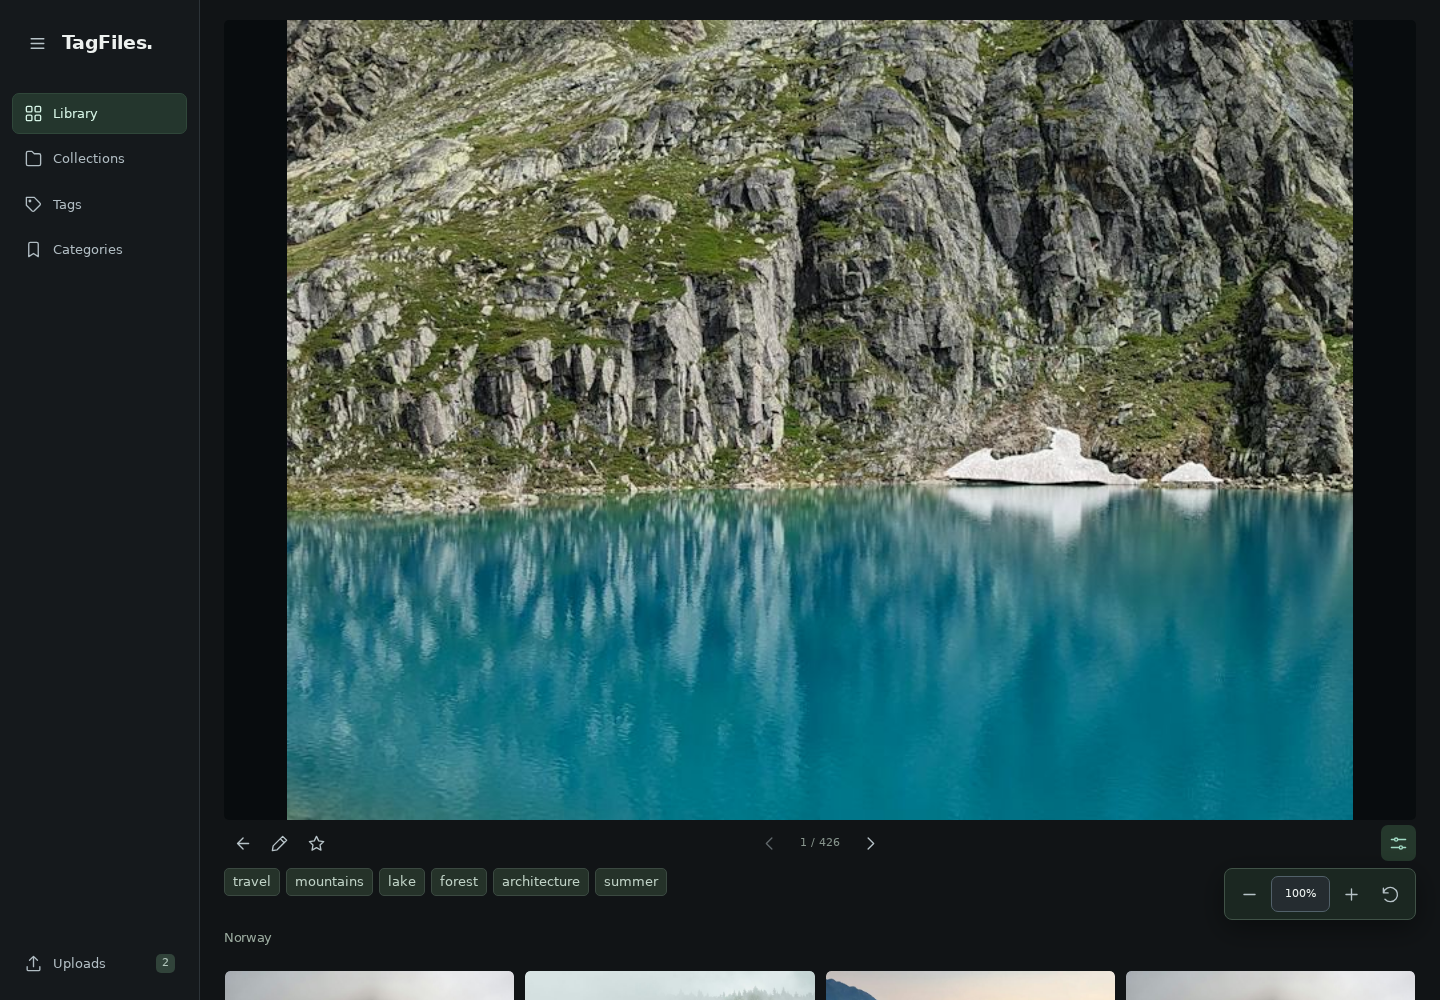 TagFiles.
Library
Collections
Tags
Categories
Uploads 2
1 / 426
travel mountains lake forest architecture summer
100%
Norway